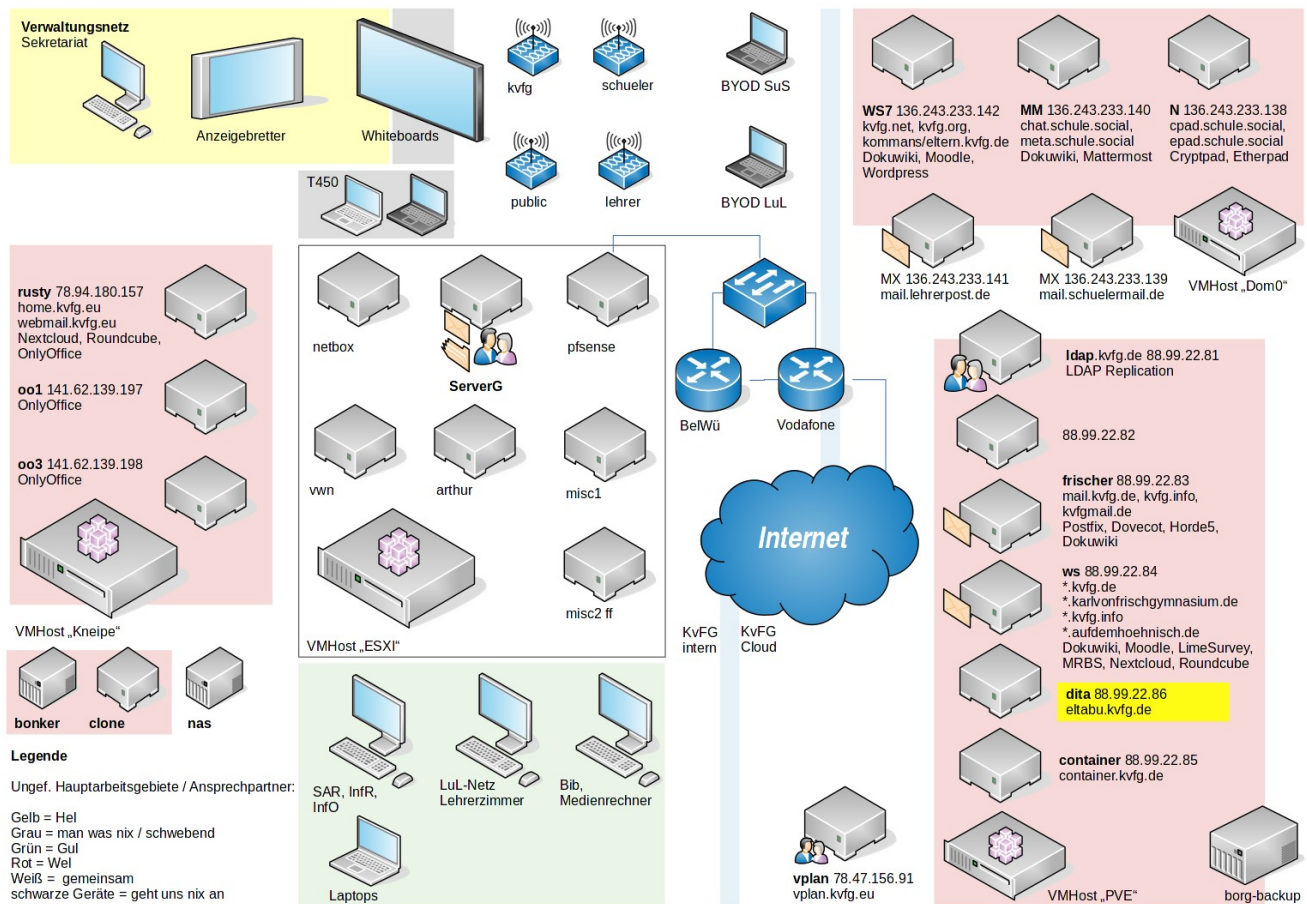 Verwaltungsnetz
Sekretariat
Anzeigebretter
Whiteboards
kvfg
schueler
public
lehrer
BYOD SuS
BYOD LuL
T450
WS7 136.243.233.142
kvfg.net, kvfg.org,
kommans/eltern.kvfg.de
Dokuwiki, Moodle,
Wordpress
MM 136.243.233.140
chat.schule.social,
meta.schule.social
Dokuwiki, Mattermost
N 136.243.233.138
cpad.schule.social,
epad.schule.social
Cryptpad, Etherpad
MX 136.243.233.141
mail.lehrerpost.de
MX 136.243.233.139
mail.schuelermail.de
VMHost „Dom0“
rusty 78.94.180.157
home.kvfg.eu
webmail.kvfg.eu
Nextcloud, Roundcube,
OnlyOffice
oo1 141.62.139.197
OnlyOffice
oo3 141.62.139.198
OnlyOffice
VMHost „Kneipe“
netbox
ServerG
pfsense
vwn
arthur
misc1
misc2 ff
VMHost „ESXI“
BelWü
Vodafone
Internet
KvFG
intern
KvFG
Cloud
ldap.kvfg.de 88.99.22.81
LDAP Replication
88.99.22.82
frischer 88.99.22.83
mail.kvfg.de, kvfg.info,
kvfgmail.de
Postfix, Dovecot, Horde5,
Dokuwiki
ws 88.99.22.84
*.kvfg.de
*.karlvonfrischgymnasium.de
*.kvfg.info
*.aufdemhoehnisch.de
Dokuwiki, Moodle, LimeSurvey,
MRBS, Nextcloud, Roundcube
dita 88.99.22.86
eltabu.kvfg.de
container 88.99.22.85
container.kvfg.de
VMHost „PVE“
borg-backup
vplan 78.47.156.91
vplan.kvfg.eu
bonker
clone
nas
SAR, InfR,
InfO
LuL-Netz
Lehrerzimmer
Bib,
Medienrechner
Laptops
Legende
Ungef. Hauptarbeitsgebiete / Ansprechpartner:
Gelb = Hel
Grau = man was nix / schwebend
Grün = Gul
Rot = Wel
Weiß =  gemeinsam
schwarze Geräte = geht uns nix an